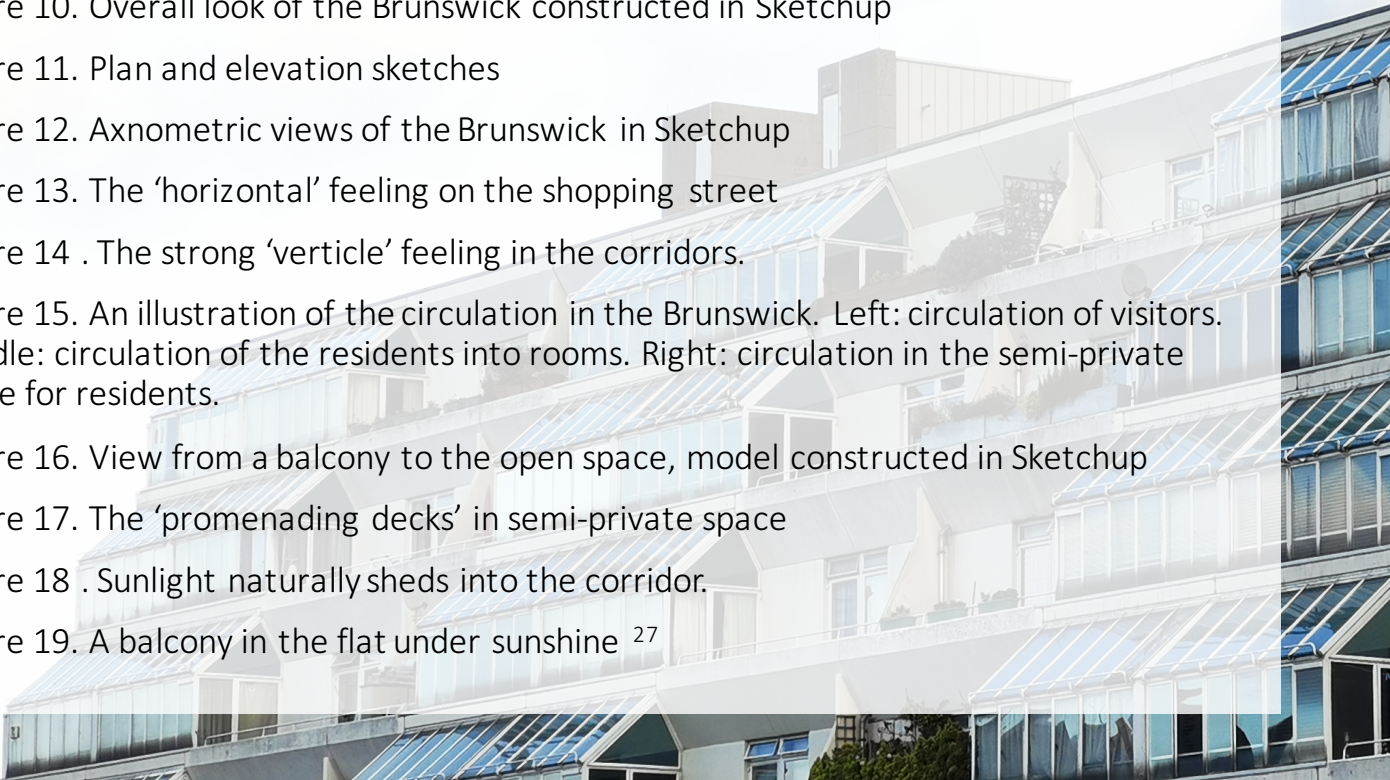 re 10. Overall look of the Brunswick constructed in Sketchup
re 11. Plan and elevation sketches
re 12. Axnometric views of the Brunswick in Sketchup
re 13. The ‘horizontal’ feeling on the shopping street
re 14 . The strong ‘verticle’ feeling in the corridors.
re 15. An illustration of the circulation in the Brunswick. Left: circulation of visitors.
dle: circulation of the residents into rooms. Right: circulation in the semi-private
e for residents.
re 16. View from a balcony to the open space, model constructed in Sketchup
re 17. The ‘promenading decks’ in semi-private space
re 18 . Sunlight naturally sheds into the corridor.
re 19. A balcony in the flat under sunshine 27